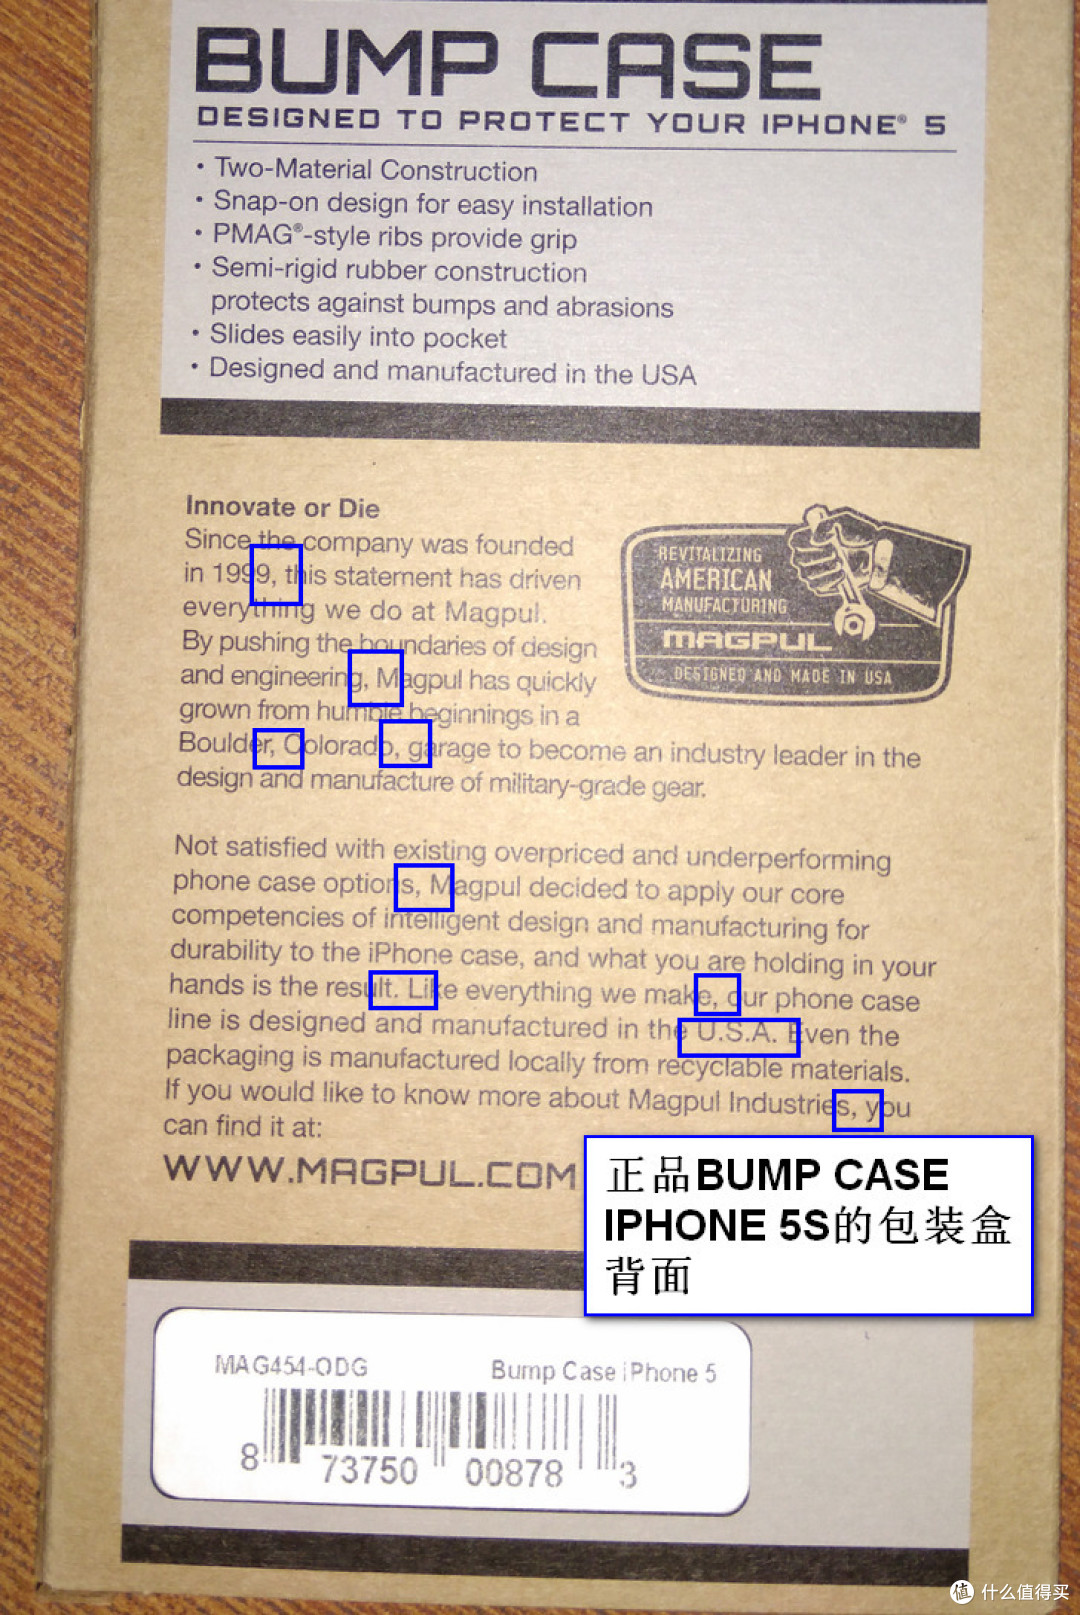 BUMP CASE
DESIGNED TO PROTECT YOUR IPHONE® 5
• Two-Material Construction
• Snap-on design for easy installation
• PMAG®-style ribs provide grip
• Semi-rigid rubber construction
protects against bumps and abrasions
• Slides easily into pocket
• Designed and manufactured in the USA
Innovate or Die
Since the company was founded
in 1999, this statement has driven
everything we do at Magpul.
By pushing the boundaries of design
and engineering, Magpul has quickly
grown from humble beginnings in a
Boulder, Colorado, garage to become an industry leader in the
design and manufacture of military-grade gear.
REVITALIZING
AMERICAN
MANUFACTURING
MAGPUL
DESIGNED AND MADE IN USA
Not satisfied with existing overpriced and underperforming
phone case options, Magpul decided to apply our core
competencies of intelligent design and manufacturing for
durability to the iPhone case, and what you are holding in your
hands is the result. Like everything we make, our phone case
line is designed and manufactured in the U.S.A. Even the
packaging is manufactured locally from recyclable materials.
If you would like to know more about Magpul Industries, you
can find it at:
WWW.MAGPUL.COM
正品BUMP CASE
IPHONE 5S的包装盒
背面
MAG454-ODG Bump Case iPhone 5
8 73750 00878 3
值 什么值得买